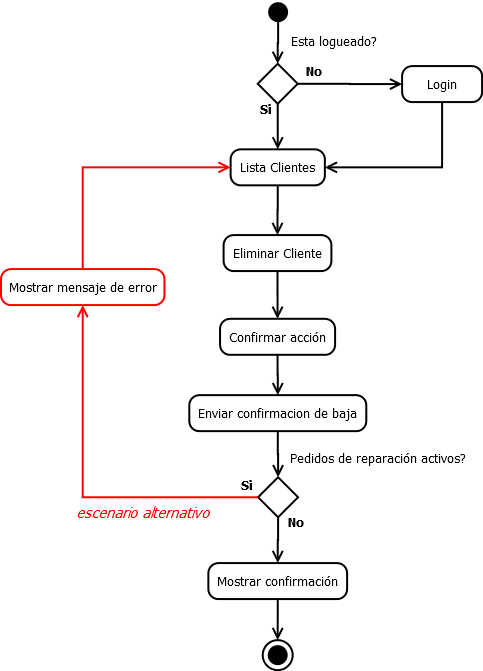 Esta logueado?
No
Login
Si
Lista Clientes
Eliminar Cliente
Mostrar mensaje de error
Confirmar acción
Enviar confirmacion de baja
Pedidos de reparación activos?
Si
escenario alternativo
No
Mostrar confirmación